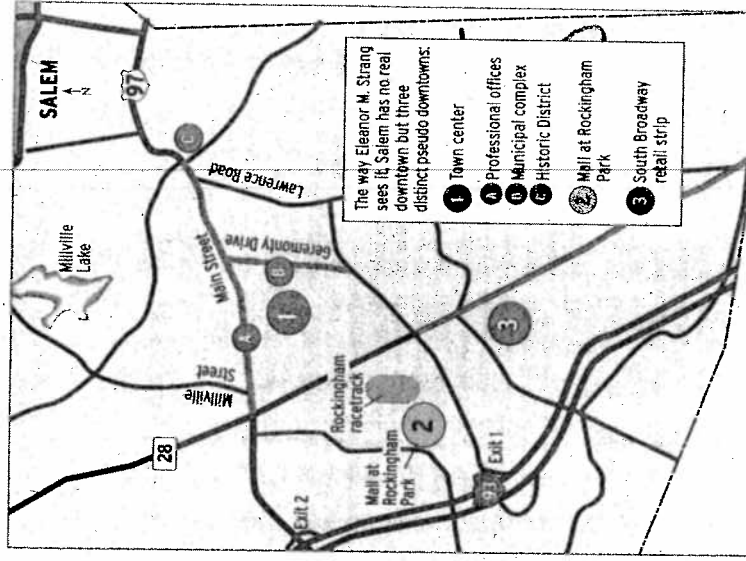 SALEM
N
97
Millville
Lake
C
Lawrence Road
Main Street
Geremonty Drive
B
1
A
Millville
Street
28
Rockingham
racetrack
2
Mall at
Rockingham
Park
3
Exit 1
93
Exit 2
The way Eleanor M. Strang
sees it, Salem has no real
downtown but three
distinct pseudo downtowns:
1 Town center
A Professional offices
B Municipal complex
C Historic District
2 Mall at Rockingham
Park
3 South Broadway
retail strip